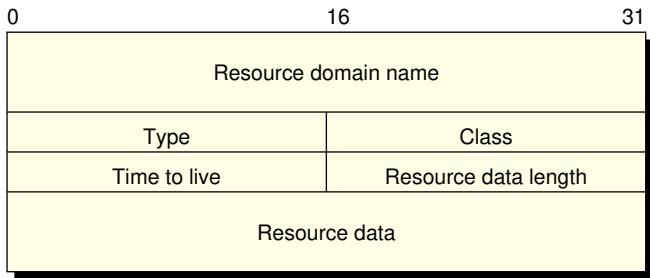 0 16 31
Resource domain name
Type Class
Time to live Resource data length
Resource data